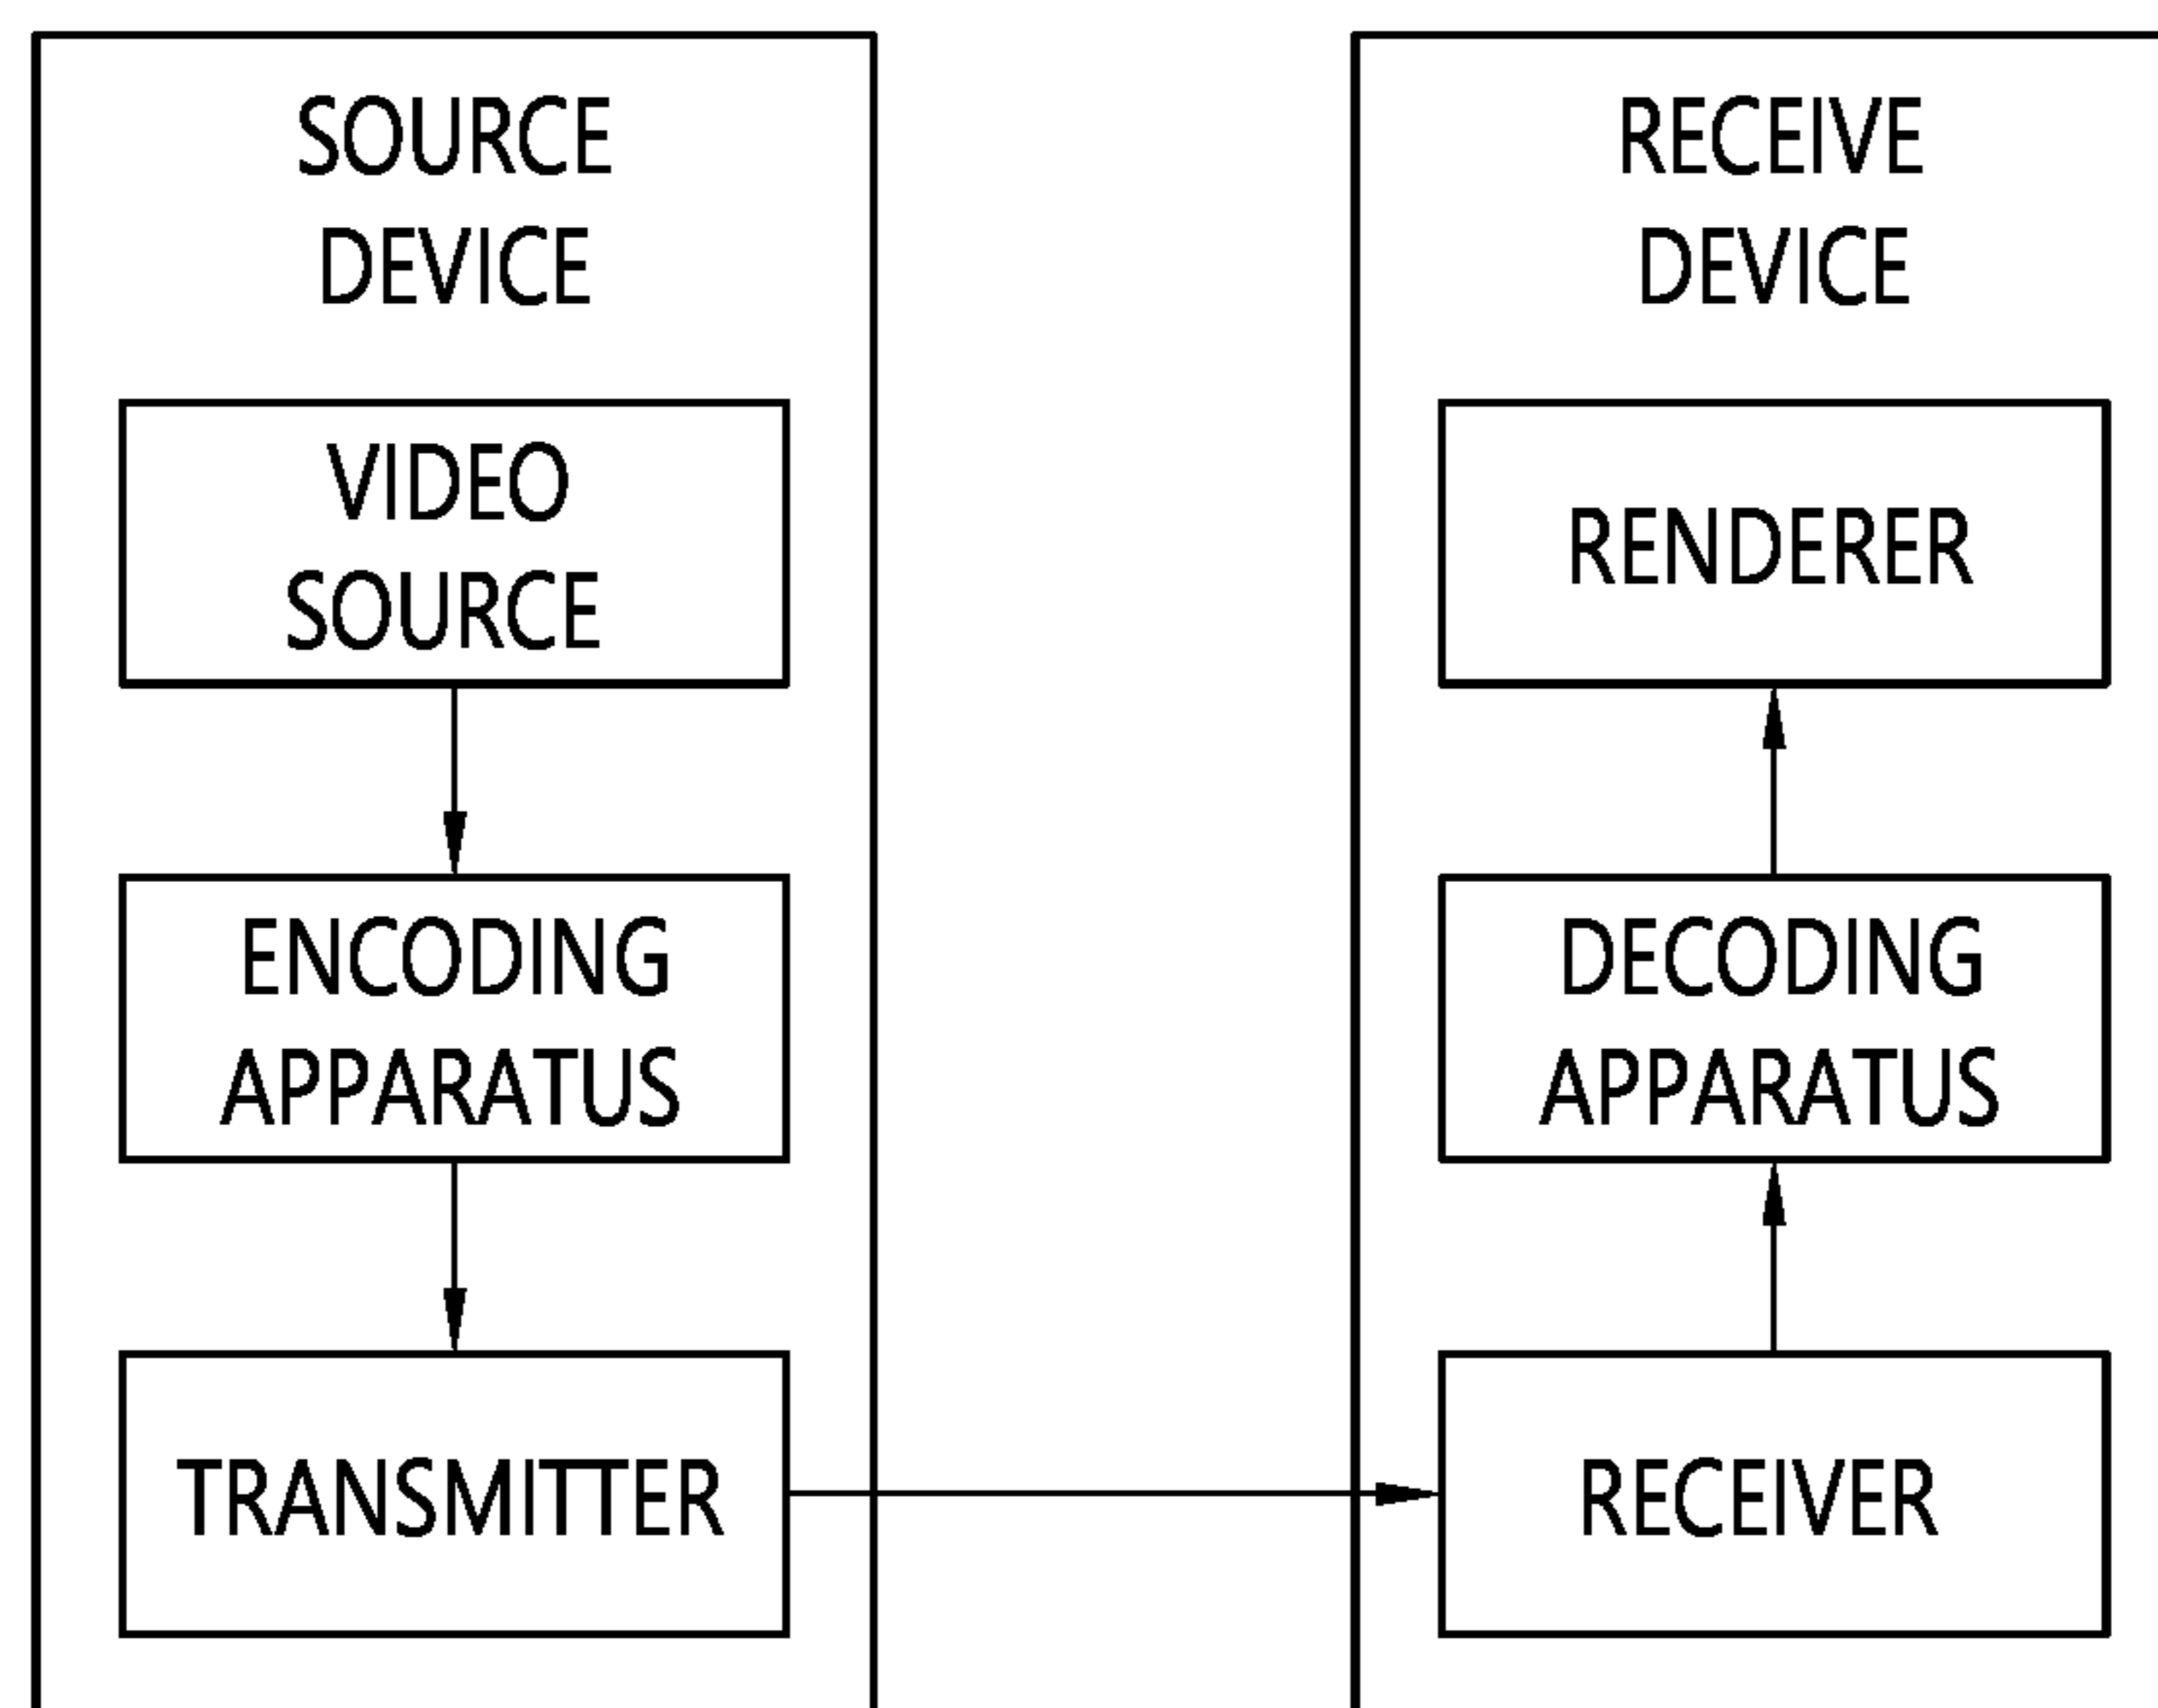 SOURCE
DEVICE
VIDEO
SOURCE
ENCODING
APPARATUS
TRANSMITTER
RECEIVE
DEVICE
RENDERER
DECODING
APPARATUS
RECEIVER